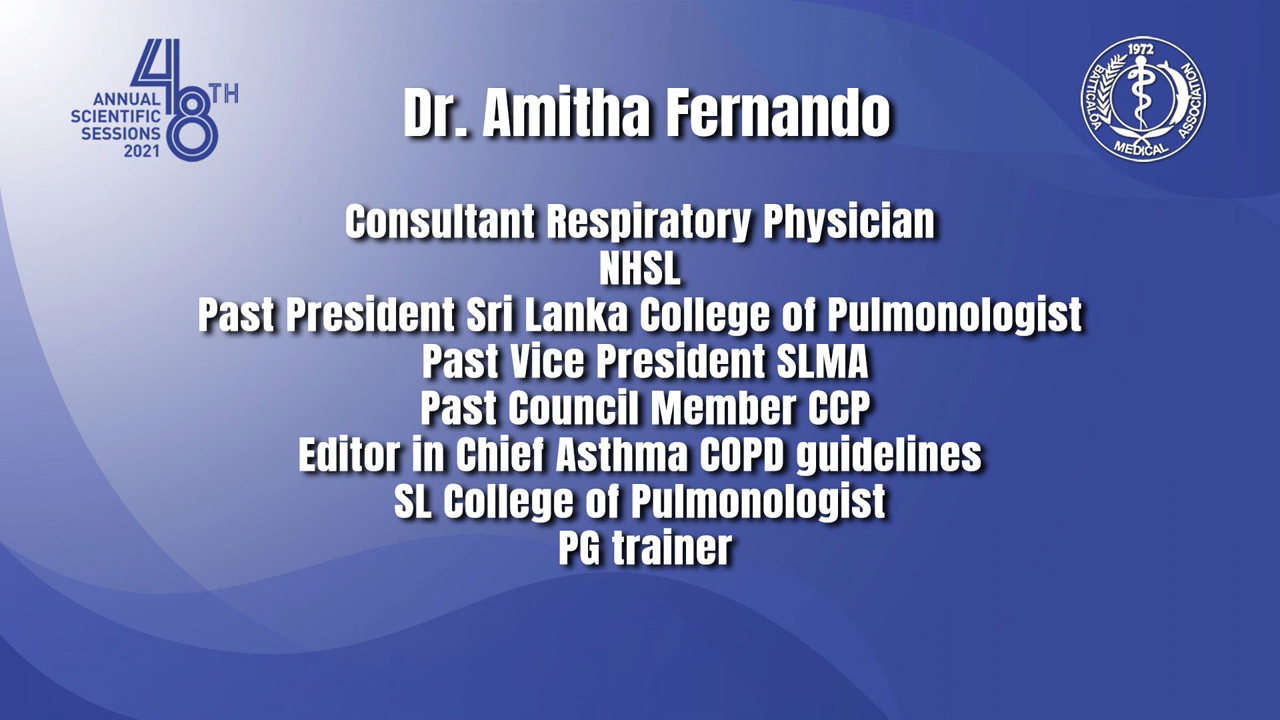 48TH
ANNUAL
SCIENTIFIC
SESSIONS
2021
1972
BATTICALOA
MEDICAL
ASSOCIATION
Dr. Amitha Fernando
Consultant Respiratory Physician
NHSL
Past President Sri Lanka College of Pulmonologist
Past Vice President SLMA
Past Council Member CCP
Editor in Chief Asthma COPD guidelines
SL College of Pulmonologist
PG trainer